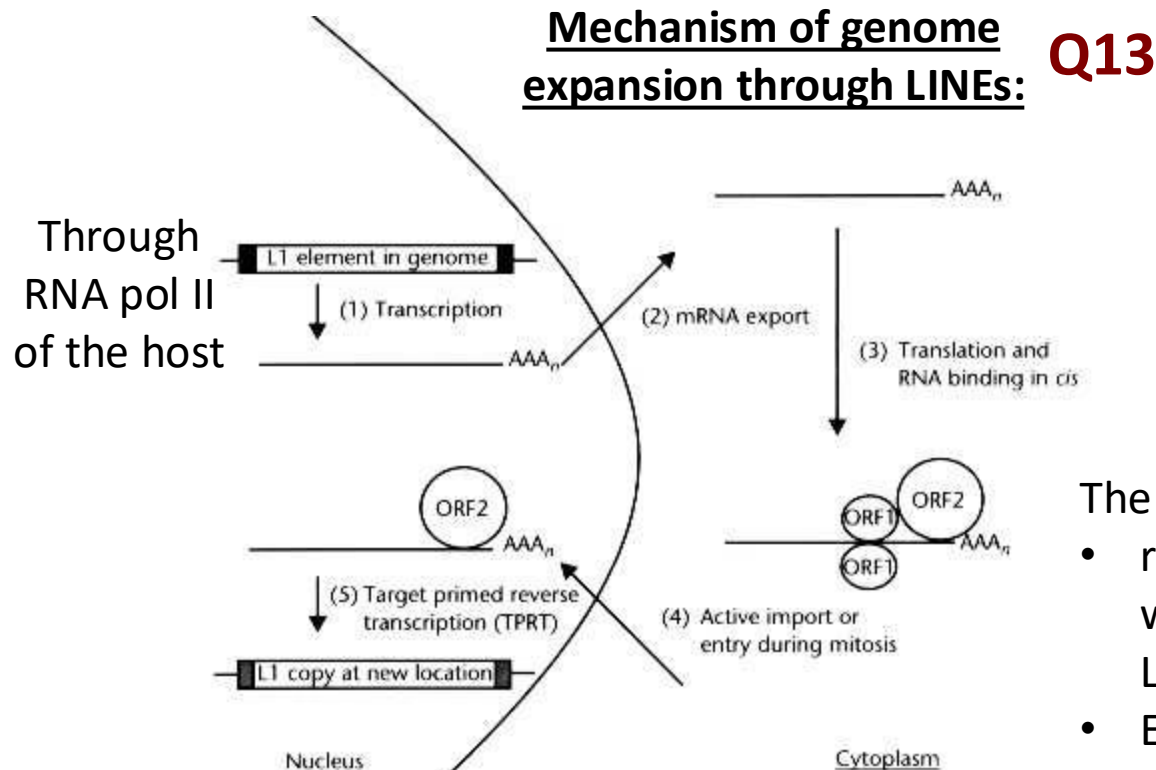 Mechanism of genome
expansion through LINEs:
Q13
Through
RNA pol II
of the host
L1 element in genome
(1) Transcription
AAAn
(2) mRNA export
AAAn
(3) Translation and
RNA binding in cis
ORF1
ORF2
AAAn
ORF1
(4) Active import or
entry during mitosis
ORF2
AAAn
(5) Target primed reverse
transcription (TPRT)
L1 copy at new location
Nucleus
Cytoplasm
The